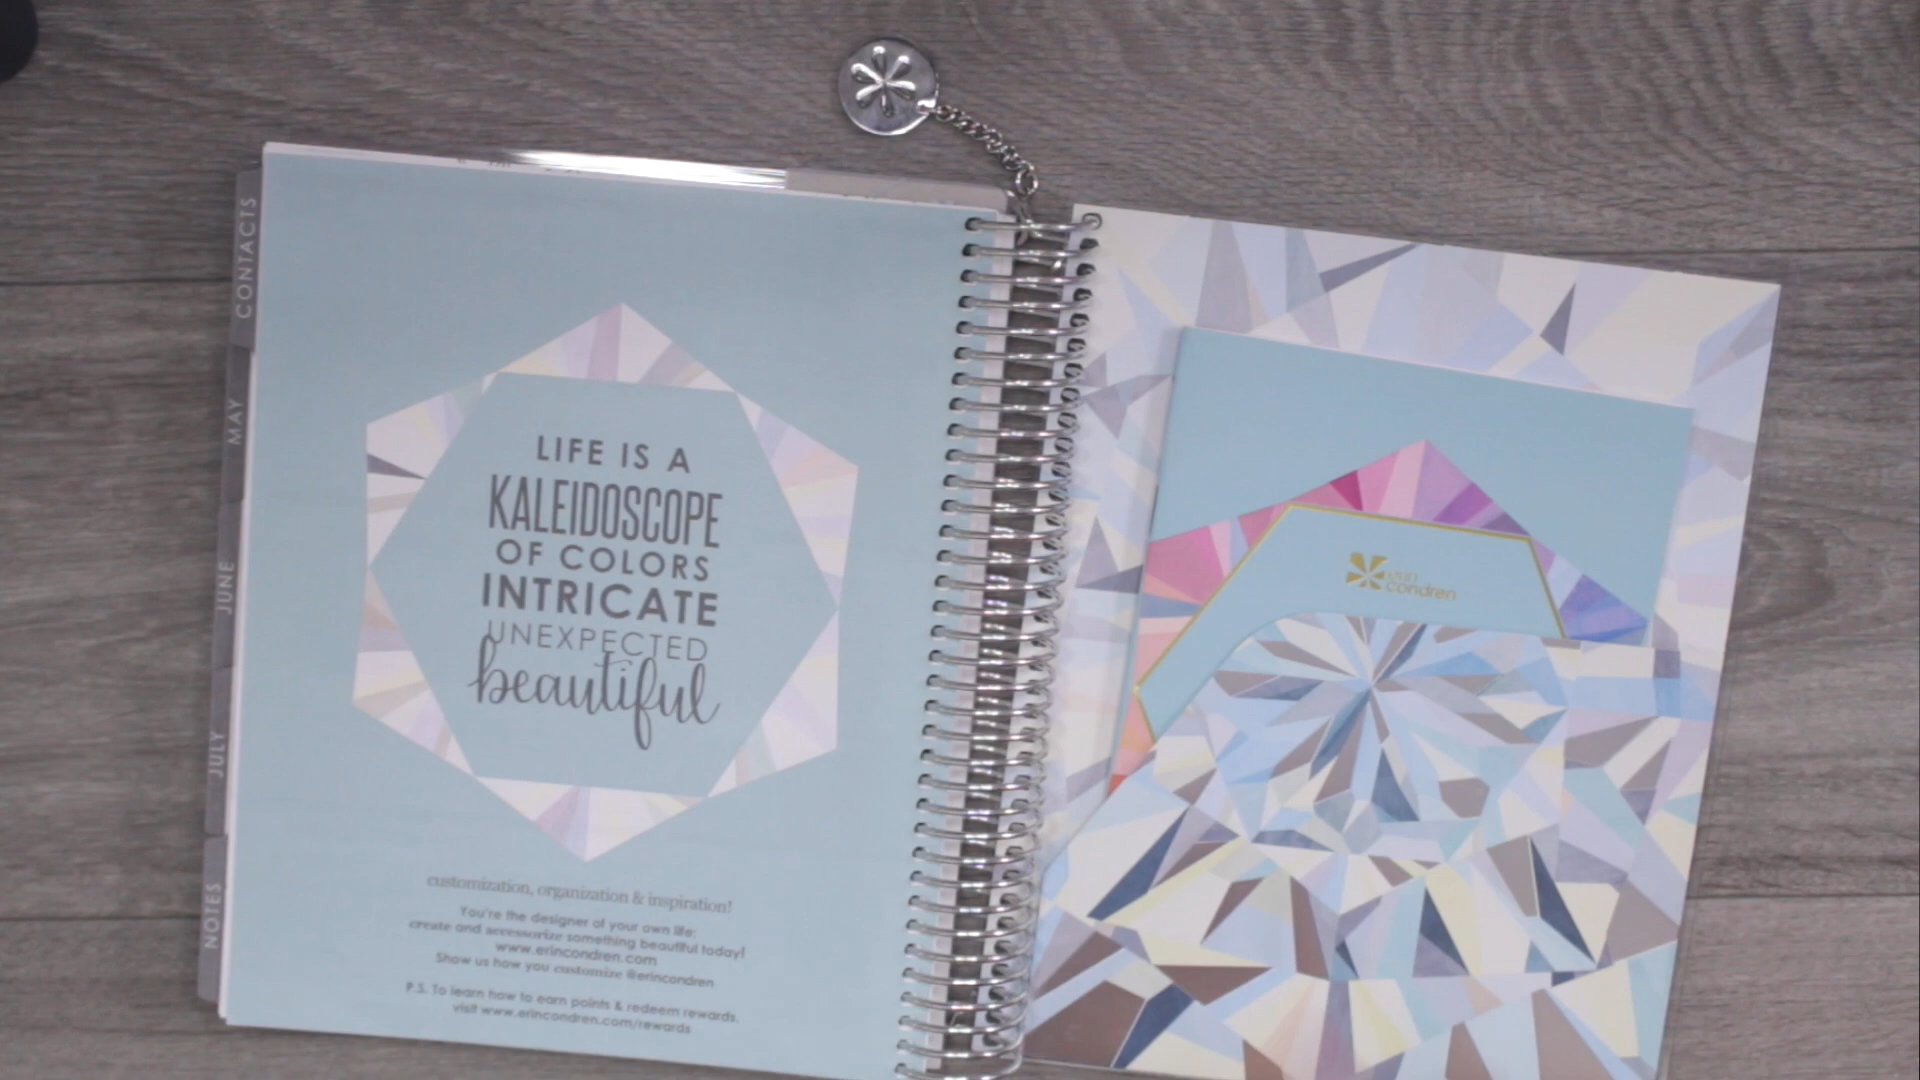 CONTACTS
MAY
JUNE
JULY
NOTES
LIFE IS A
KALEIDOSCOPE
OF COLORS
INTRICATE
UNEXPECTED
beautiful
customization, organization & inspiration!
You're the designer of your own life;
create and accessorize something beautiful today!
www.erincondren.com
Show us how you customize @erincondren
P.S. To learn how to earn points & redeem rewards,
visit www.erincondren.com/rewards
erin
condren